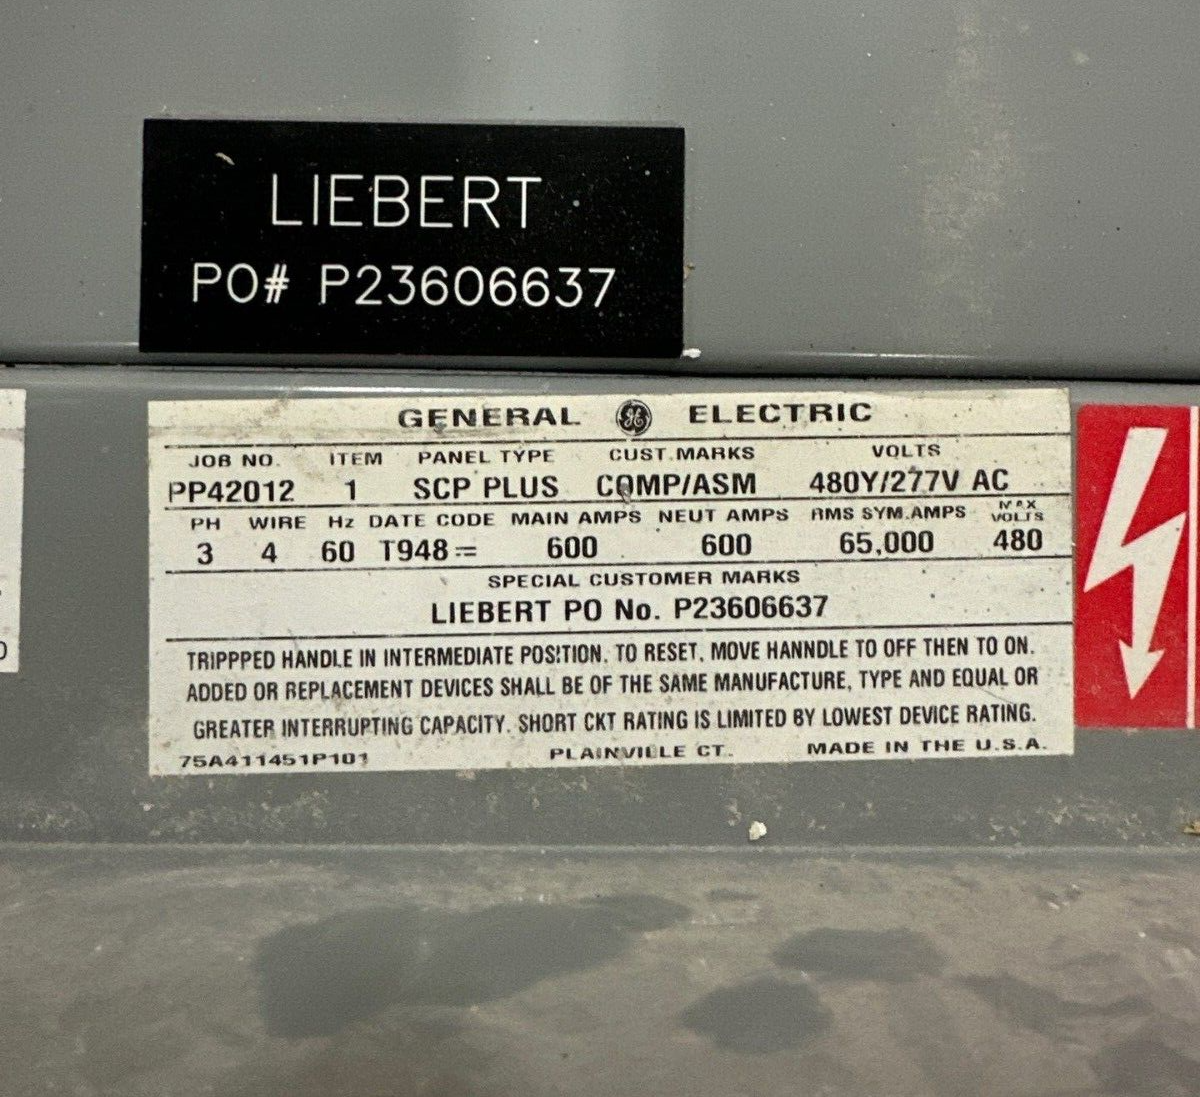 LIEBERT
PO# P23606637
GENERAL GE ELECTRIC
JOB NO. ITEM PANEL TYPE CUST.MARKS VOLTS
PP42012 1 SCP PLUS COMP/ASM 480Y/277V AC
PH WIRE Hz DATE CODE MAIN AMPS NEUT AMPS RMS SYM.AMPS MAX VOLTS
3 4 60 T948= 600 600 65,000 480
SPECIAL CUSTOMER MARKS
LIEBERT PO No. P23606637
TRIPPPED HANDLE IN INTERMEDIATE POSITION. TO RESET, MOVE HANNDLE TO OFF THEN TO ON.
ADDED OR REPLACEMENT DEVICES SHALL BE OF THE SAME MANUFACTURE, TYPE AND EQUAL OR
GREATER INTERRUPTING CAPACITY. SHORT CKT RATING IS LIMITED BY LOWEST DEVICE RATING.
75A411451P101 PLAINVILLE CT. MADE IN THE U.S.A.